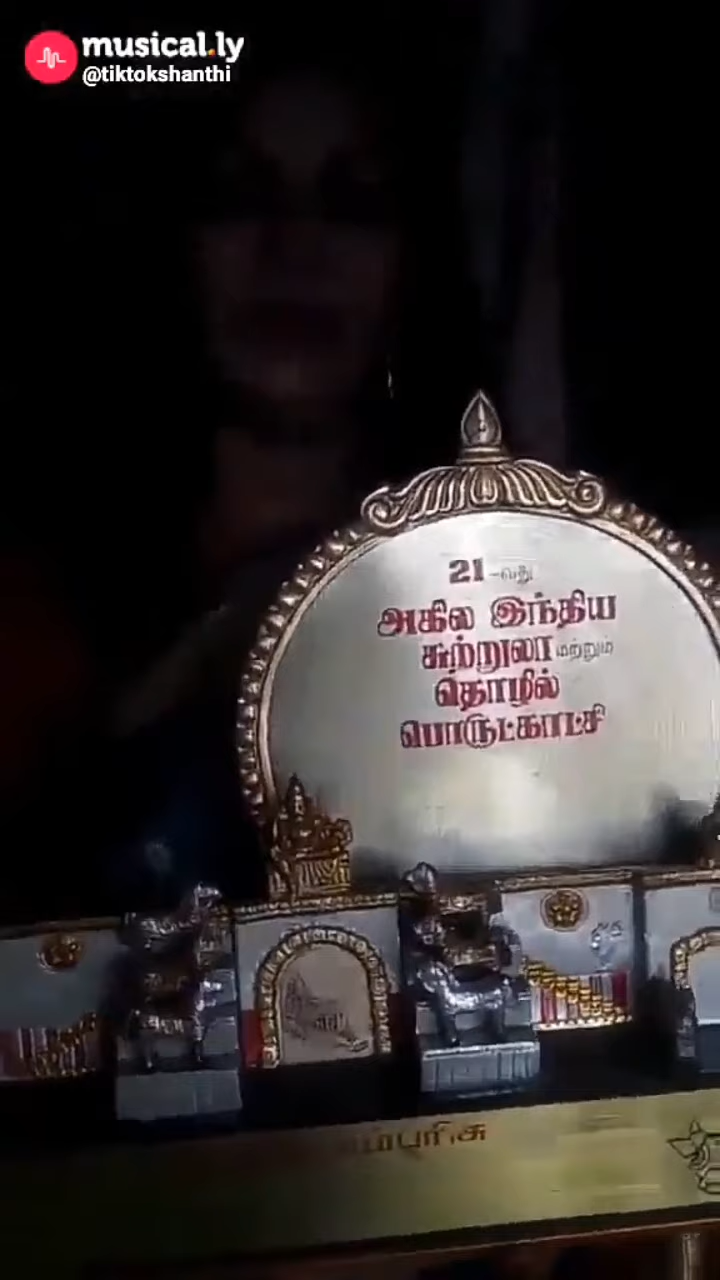 musical.ly
@tiktokshanthi
21-வது
அகில இந்திய
சுற்றுலா மற்றும்
தொழில்
பொருட்காட்சி